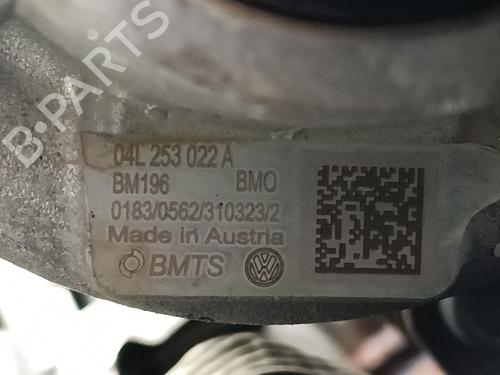 B-PARTS
04L 253 022 A
BM196 BMO
0183/0562/310323/2
Made in Austria
BMTS